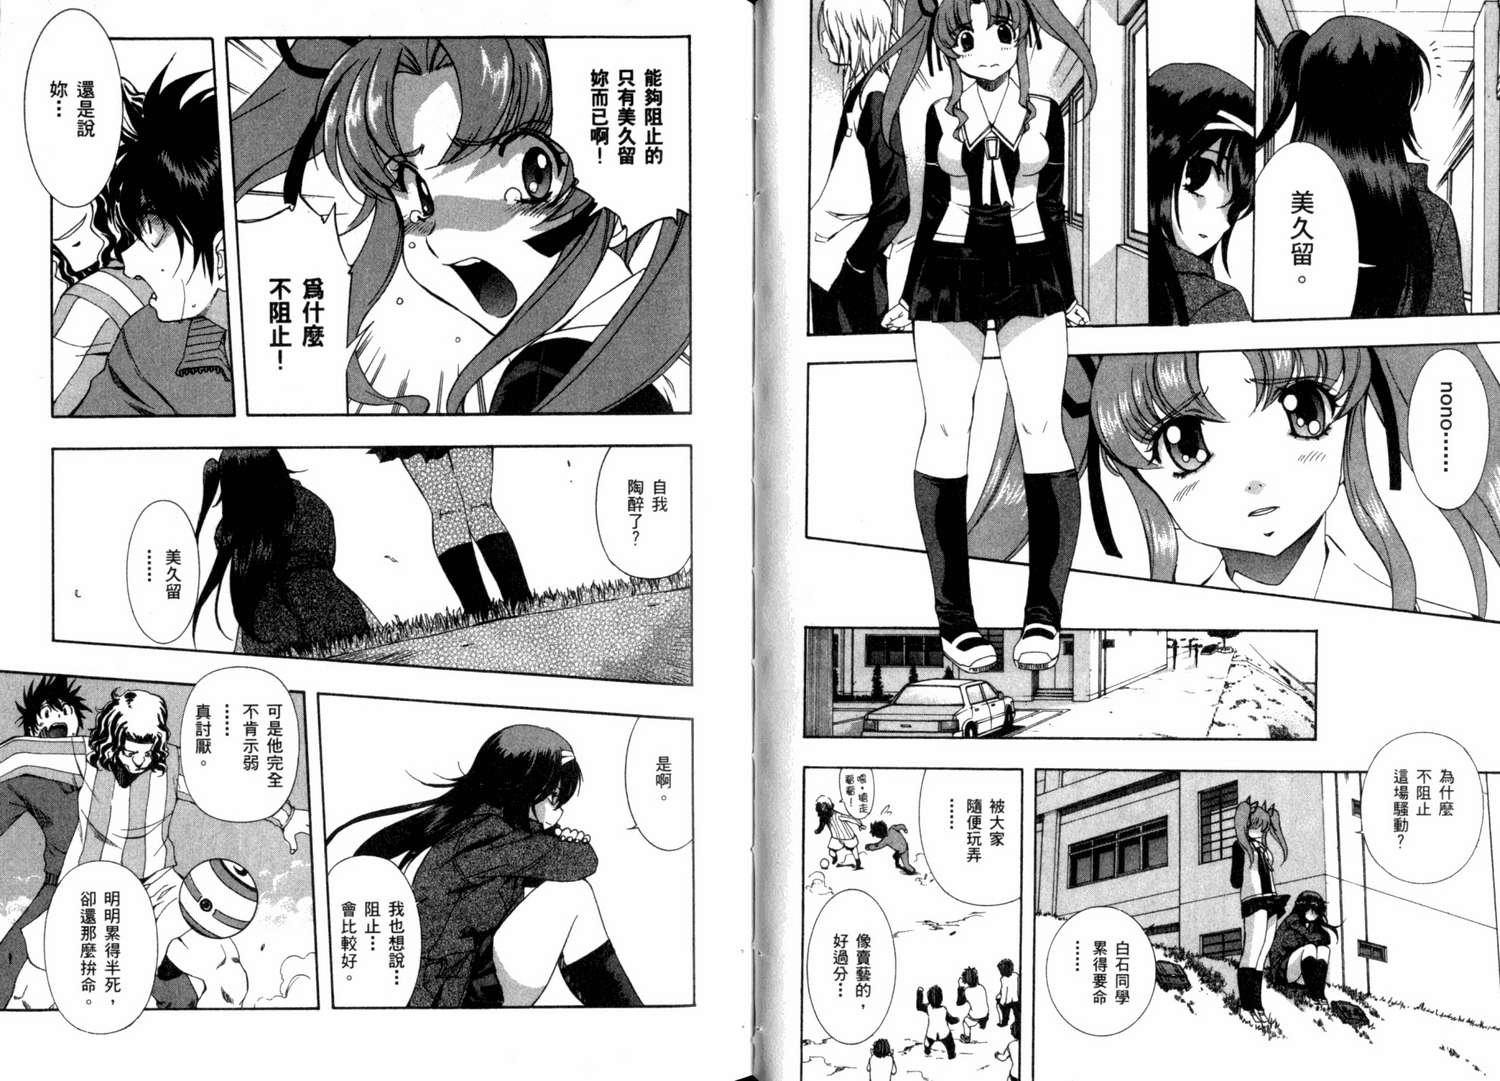 美久留。
nono……
為什麼
不阻止
這場騷動？
白石同學
累得要命
……
被大家
隨便玩弄
……
像賣藝的，
好過分…
能夠阻止的
只有美久留
妳而已啊！
為什麼
不阻止！
還是說
妳……
自我
陶醉了？
美久留
……
是啊。
我也想說…
阻止…
會比較好。
可是他完全
不肯示弱
……
真討厭。
明明累得半死，
卻還那麼拚命。